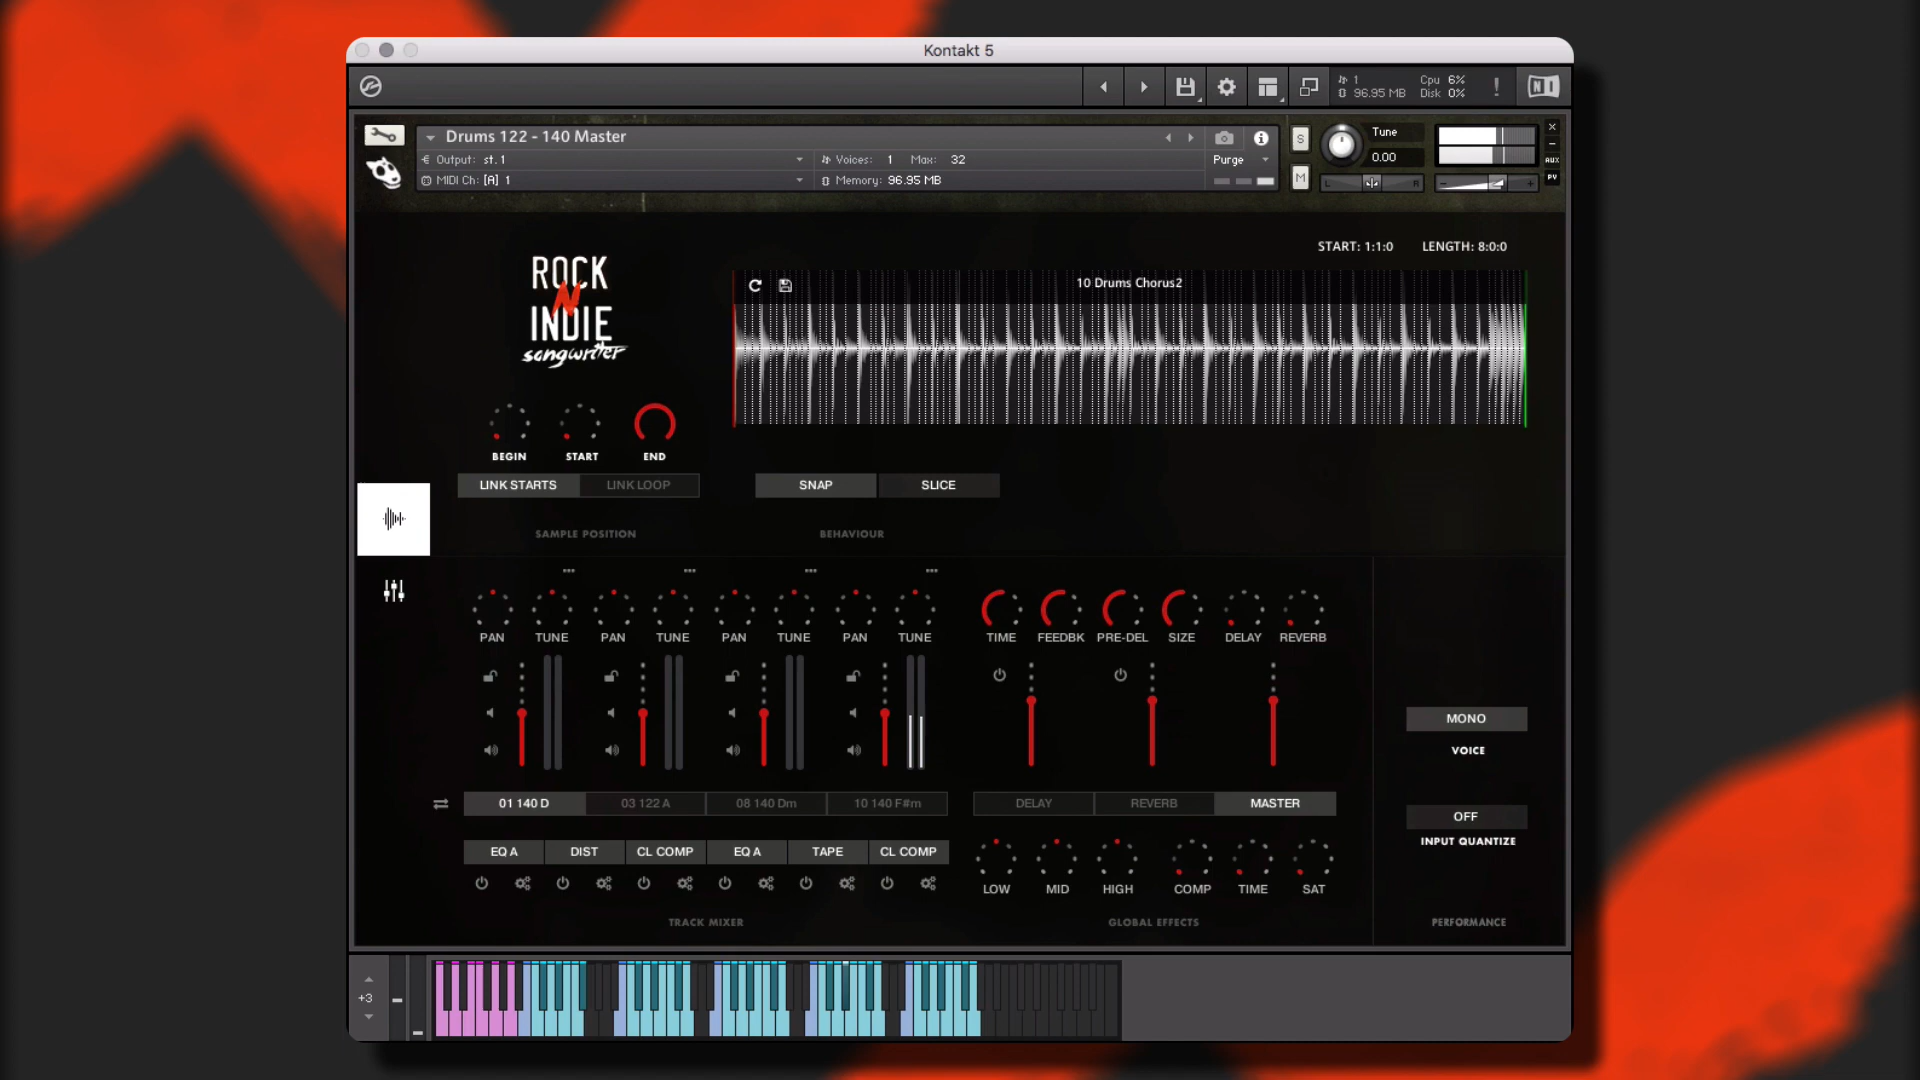 Kontakt 5
1 Cpu 6%
96.95 MB Disk 0%
! NI
Drums 122 - 140 Master
Output: st.1 Voices: 1 Max: 32 Purge
MIDI Ch: [A] 1 Memory: 96.95 MB
S Tune
0.00
M
L R - +
×
-
AUX
PV
START: 1:1:0 LENGTH: 8:0:0
ROCK
N
INDIE
songwriter
10 Drums Chorus2
BEGIN START END
LINK STARTS LINK LOOP SNAP SLICE
SAMPLE POSITION BEHAVIOUR
PAN TUNE PAN TUNE PAN TUNE PAN TUNE TIME FEEDBK PRE-DEL SIZE DELAY REVERB
MONO
VOICE
01 140 D 03 122 A 08 140 Dm 10 140 F#m DELAY REVERB MASTER
OFF
INPUT QUANTIZE
EQ A DIST CL COMP EQ A TAPE CL COMP
LOW MID HIGH COMP TIME SAT
TRACK MIXER GLOBAL EFFECTS PERFORMANCE
+3